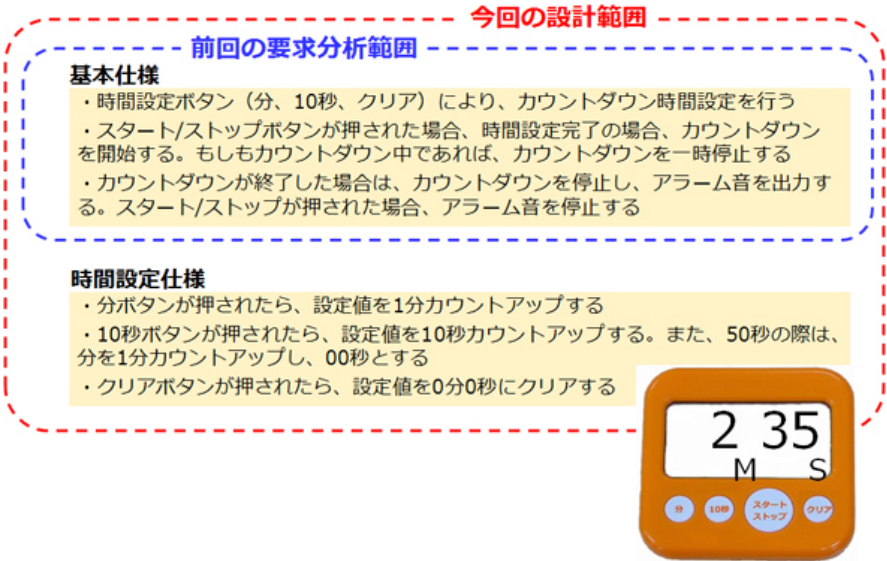 今回の設計範囲
前回の要求分析範囲
基本仕様
・時間設定ボタン（分、10秒、クリア）により、カウントダウン時間設定を行う
・スタート/ストップボタンが押された場合、時間設定完了の場合、カウントダウン
を開始する。もしもカウントダウン中であれば、カウントダウンを一時停止する
・カウントダウンが終了した場合は、カウントダウンを停止し、アラーム音を出力す
る。スタート/ストップが押された場合、アラーム音を停止する
時間設定仕様
・分ボタンが押されたら、設定値を1分カウントアップする
・10秒ボタンが押されたら、設定値を10秒カウントアップする。また、50秒の際は、
分を1分カウントアップし、00秒とする
・クリアボタンが押されたら、設定値を0分0秒にクリアする
2 35
M S
分 10秒 スタート クリア
ストップ